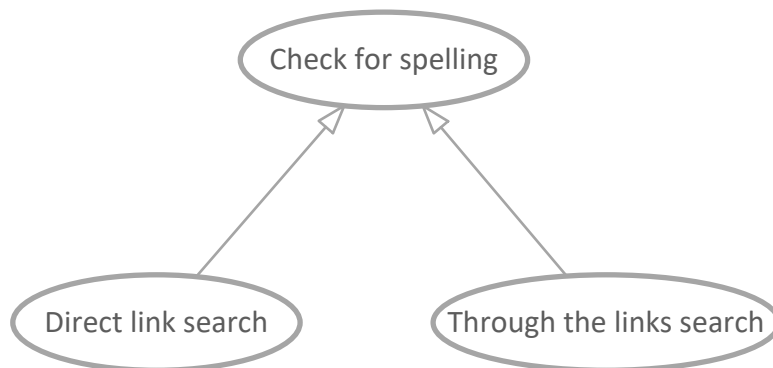 Check for spelling
Direct link search
Through the links search